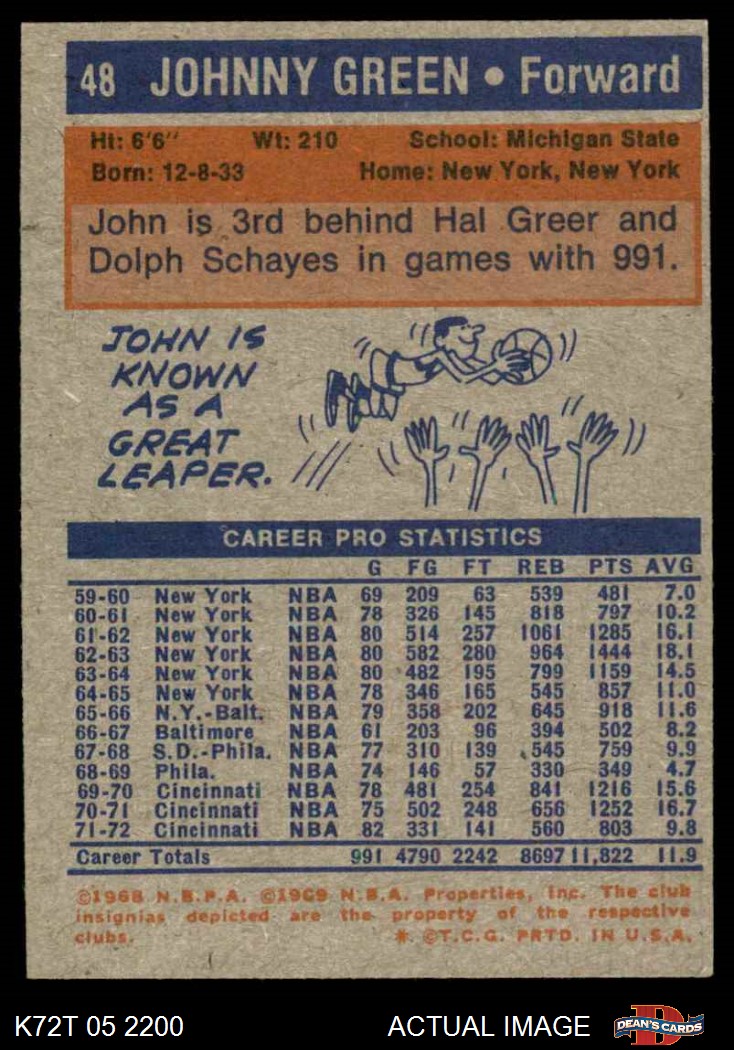 48 JOHNNY GREEN • Forward
Ht: 6'6" Wt: 210 School: Michigan State
Born: 12-8-33 Home: New York, New York
John is 3rd behind Hal Greer and
Dolph Schayes in games with 991.
JOHN IS
KNOWN
AS A
GREAT
LEAPER.
CAREER PRO STATISTICS
G FG FT REB PTS AVG
59-60 New York NBA 69 209 63 539 481 7.0
60-61 New York NBA 78 326 145 818 797 10.2
61-62 New York NBA 80 514 257 1061 1285 16.1
62-63 New York NBA 80 582 280 964 1444 18.1
63-64 New York NBA 80 482 195 799 1159 14.5
64-65 New York NBA 78 346 165 545 857 11.0
65-66 N.Y.-Balt. NBA 79 358 202 645 918 11.6
66-67 Baltimore NBA 61 203 96 394 502 8.2
67-68 S.D.-Phila. NBA 77 310 139 545 759 9.9
68-69 Phila. NBA 74 146 57 330 349 4.7
69-70 Cincinnati NBA 78 481 254 841 1216 15.6
70-71 Cincinnati NBA 75 502 248 656 1252 16.7
71-72 Cincinnati NBA 82 331 141 560 803 9.8
Career Totals 991 4790 2242 8697 11,822 11.9
©1968 N.B.P.A. ©1969 N.B.A. Properties, Inc. The club
insignias depicted are the property of the respective
clubs. * ©T.C.G. PRTD. IN U.S.A.
K72T 05 2200 ACTUAL IMAGE
D
DEAN'S CARDS